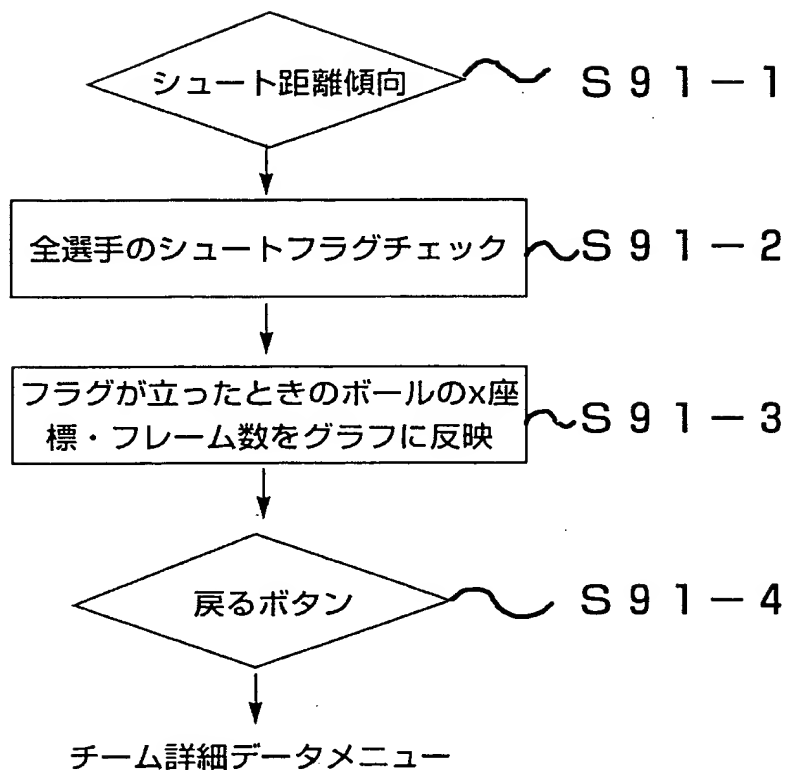 シュート距離傾向 S91-1
全選手のシュートフラグチェック S91-2
フラグが立ったときのボールのx座
標・フレーム数をグラフに反映 S91-3
戻るボタン S91-4
チーム詳細データメニュー